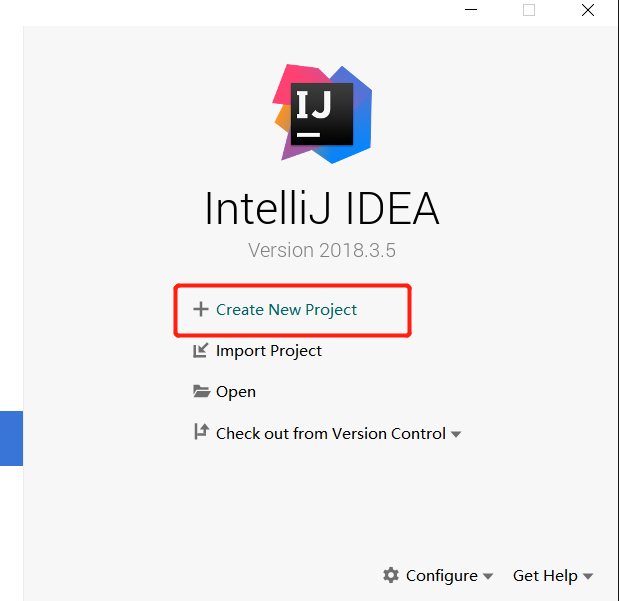 IJ
IntelliJ IDEA
Version 2018.3.5
Create New Project
Import Project
Open
Check out from Version Control
Configure Get Help